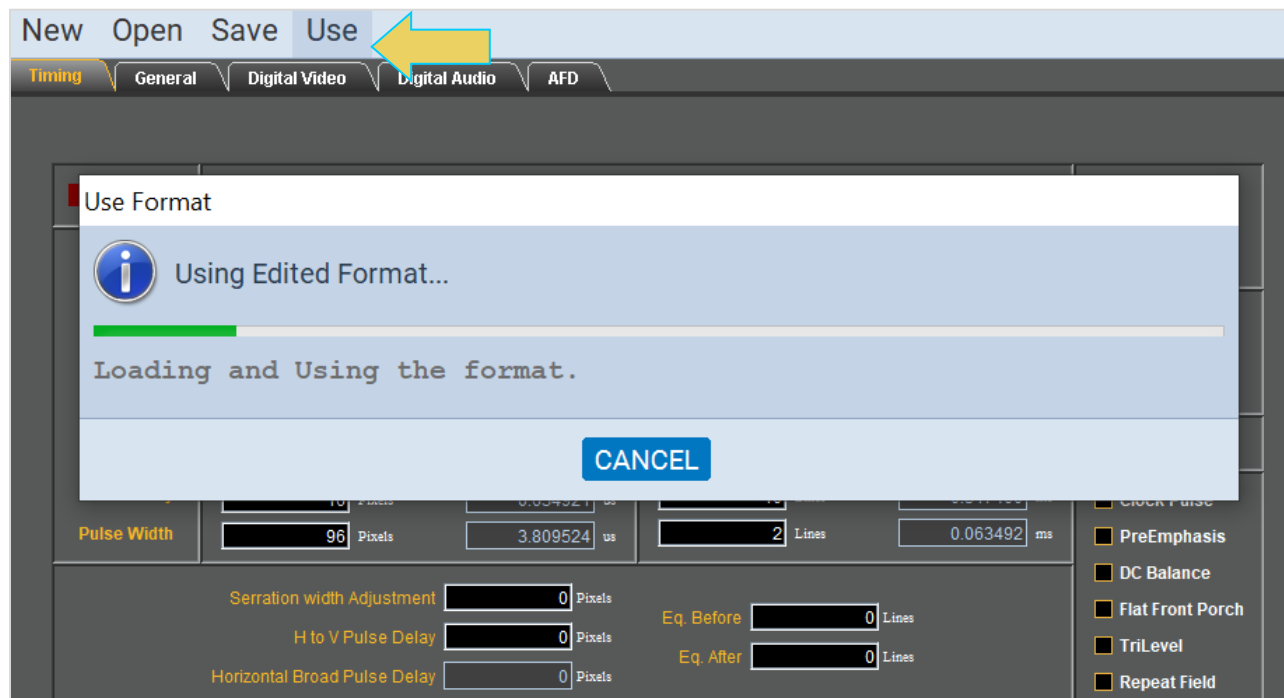 New Open Save Use
Timing General Digital Video Digital Audio AFD
Use Format
Using Edited Format...
Loading and Using the format.
CANCEL
Clock Pulse
Pulse Width 96 Pixels 3.809524 us 2 Lines 0.063492 ms PreEmphasis
DC Balance
Serration width Adjustment 0 Pixels Eq. Before 0 Lines Flat Front Porch
H to V Pulse Delay 0 Pixels Eq. After 0 Lines TriLevel
Horizontal Broad Pulse Delay 0 Pixels Repeat Field